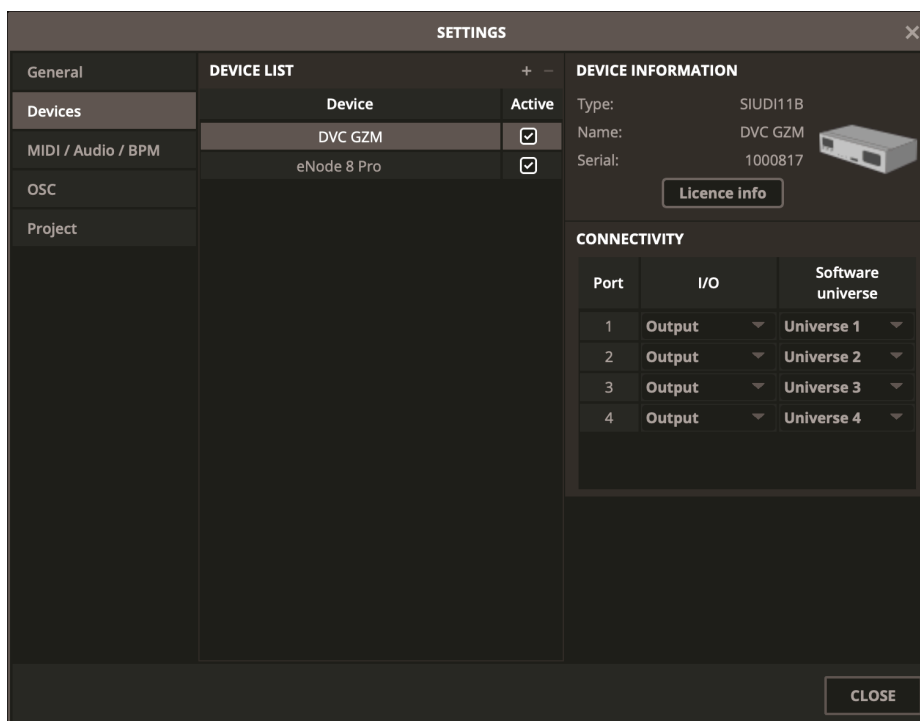 SETTINGS
General
Devices
MIDI / Audio / BPM
OSC
Project
DEVICE LIST + −
Device Active
DVC GZM
eNode 8 Pro
DEVICE INFORMATION
Type: SIUDI11B
Name: DVC GZM
Serial: 1000817
Licence info
CONNECTIVITY
Port I/O Software universe
1 Output Universe 1
2 Output Universe 2
3 Output Universe 3
4 Output Universe 4
CLOSE